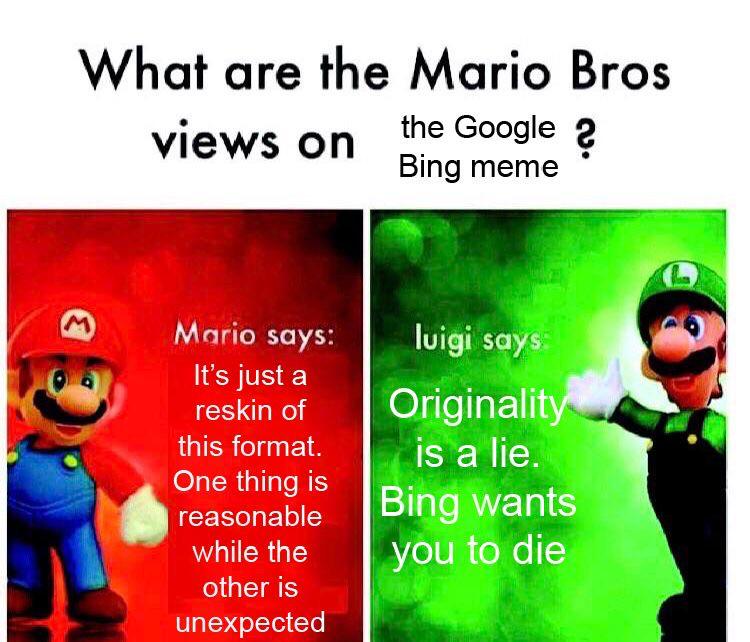 What are the Mario Bros
views on the Google ?
Bing meme
M
L
Mario says:
It’s just a
reskin of
this format.
One thing is
reasonable
while the
other is
unexpected
luigi says:
Originality
is a lie.
Bing wants
you to die